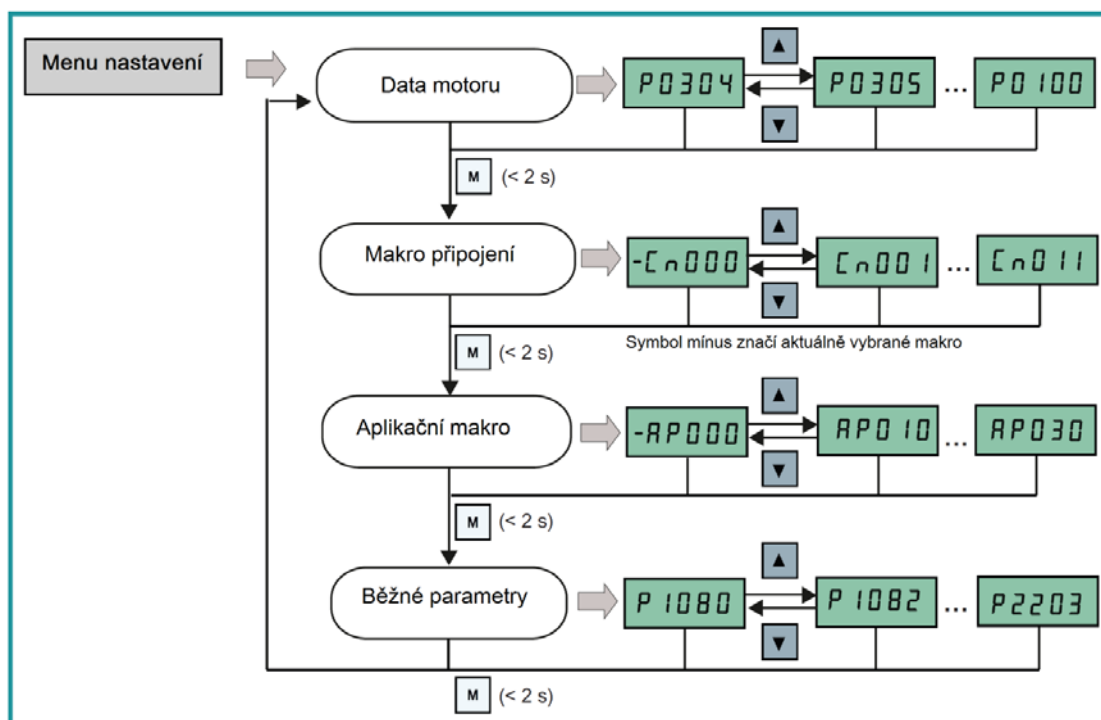 Menu nastavení
Data motoru
▲
P0304
P0305
...
P0100
▼
M (< 2 s)
Makro připojení
▲
-Cn000
Cn001
...
Cn011
▼
Symbol mínus značí aktuálně vybrané makro
M (< 2 s)
Aplikační makro
▲
-AP000
AP010
...
AP030
▼
M (< 2 s)
Běžné parametry
▲
P1080
P1082
...
P2203
▼
M (< 2 s)